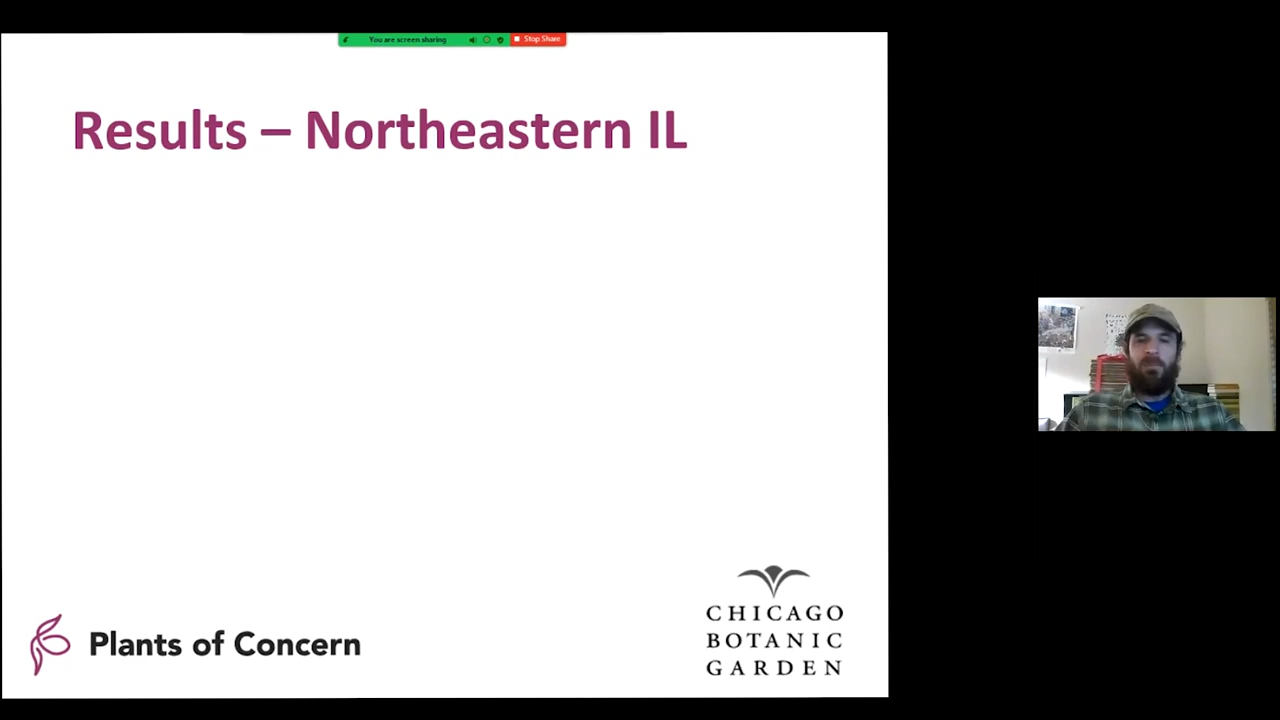 You are screen sharing
Stop Share
Results – Northeastern IL
Plants of Concern
CHICAGO
BOTANIC
GARDEN